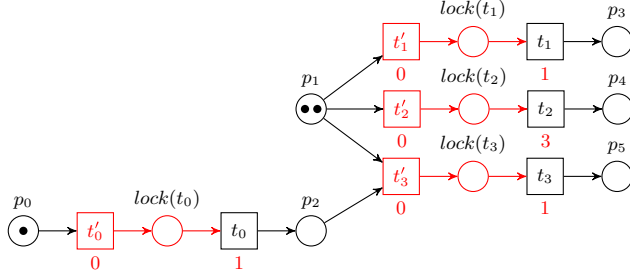 lock(t₁) p₃
t′₁ t₁
0 1
p₁ lock(t₂) p₄
t′₂ t₂
0 3
lock(t₃) p₅
t′₃ t₃
0 1
p₀ lock(t₀) p₂
t′₀ t₀
0 1